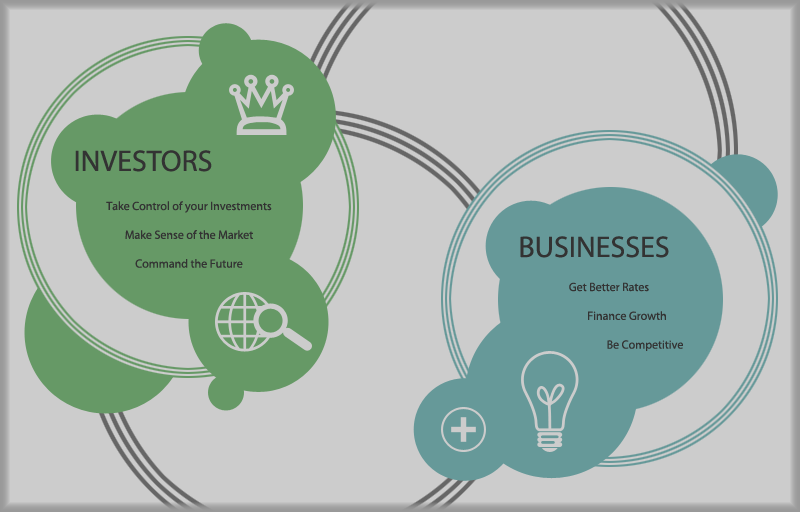 INVESTORS
Take Control of your Investments
Make Sense of the Market
Command the Future
BUSINESSES
Get Better Rates
Finance Growth
Be Competitive